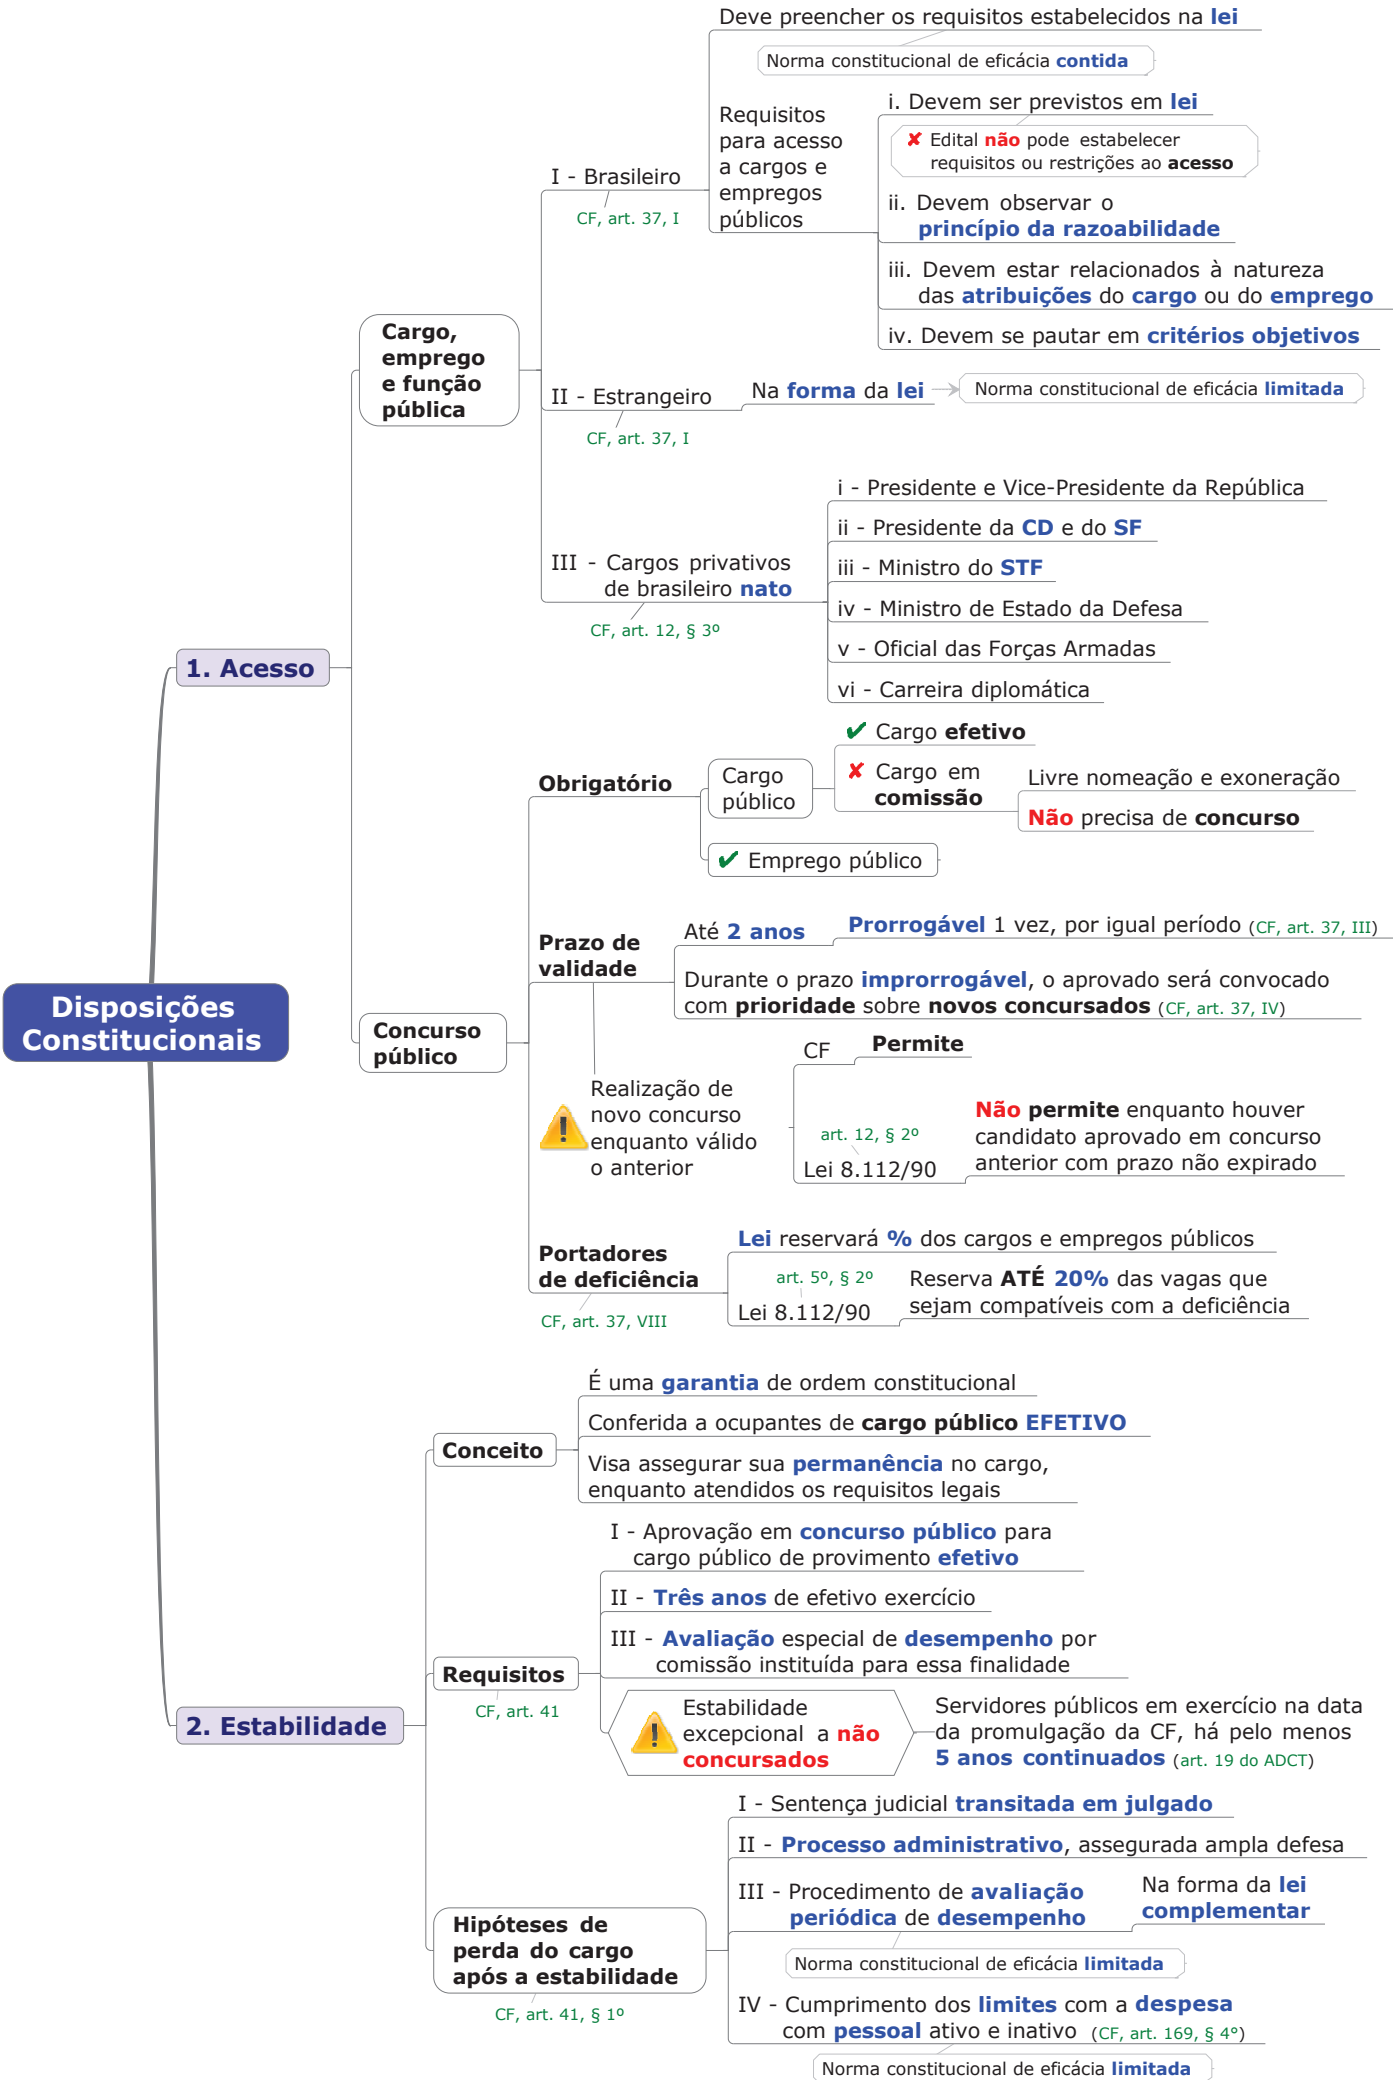 Disposições
Constitucionais
1. Acesso
Cargo,
emprego
e função
pública
I - Brasileiro
CF, art. 37, I
Deve preencher os requisitos estabelecidos na lei
Norma constitucional de eficácia contida
Requisitos
para acesso
a cargos e
empregos
públicos
i. Devem ser previstos em lei
✘ Edital não pode estabelecer
requisitos ou restrições ao acesso
ii. Devem observar o
princípio da razoabilidade
iii. Devem estar relacionados à natureza
das atribuições do cargo ou do emprego
iv. Devem se pautar em critérios objetivos
II - Estrangeiro
CF, art. 37, I
Na forma da lei
Norma constitucional de eficácia limitada
III - Cargos privativos
de brasileiro nato
CF, art. 12, § 3º
i - Presidente e Vice-Presidente da República
ii - Presidente da CD e do SF
iii - Ministro do STF
iv - Ministro de Estado da Defesa
v - Oficial das Forças Armadas
vi - Carreira diplomática
Concurso
público
Obrigatório
Cargo
público
✔ Cargo efetivo
✘ Cargo em
comissão
Livre nomeação e exoneração
Não precisa de concurso
✔ Emprego público
Prazo de
validade
Até 2 anos
Prorrogável 1 vez, por igual período (CF, art. 37, III)
Durante o prazo improrrogável, o aprovado será convocado
com prioridade sobre novos concursados (CF, art. 37, IV)
Realização de
novo concurso
enquanto válido
o anterior
CF
Permite
art. 12, § 2º
Lei 8.112/90
Não permite enquanto houver
candidato aprovado em concurso
anterior com prazo não expirado
Portadores
de deficiência
CF, art. 37, VIII
Lei reservará % dos cargos e empregos públicos
art. 5º, § 2º
Lei 8.112/90
Reserva ATÉ 20% das vagas que
sejam compatíveis com a deficiência
2. Estabilidade
Conceito
É uma garantia de ordem constitucional
Conferida a ocupantes de cargo público EFETIVO
Visa assegurar sua permanência no cargo,
enquanto atendidos os requisitos legais
Requisitos
CF, art. 41
I - Aprovação em concurso público para
cargo público de provimento efetivo
II - Três anos de efetivo exercício
III - Avaliação especial de desempenho por
comissão instituída para essa finalidade
Estabilidade
excepcional a não
concursados
Servidores públicos em exercício na data
da promulgação da CF, há pelo menos
5 anos continuados (art. 19 do ADCT)
Hipóteses de
perda do cargo
após a estabilidade
CF, art. 41, § 1º
I - Sentença judicial transitada em julgado
II - Processo administrativo, assegurada ampla defesa
III - Procedimento de avaliação
periódica de desempenho
Na forma da lei
complementar
Norma constitucional de eficácia limitada
IV - Cumprimento dos limites com a despesa
com pessoal ativo e inativo (CF, art. 169, § 4°)
Norma constitucional de eficácia limitada